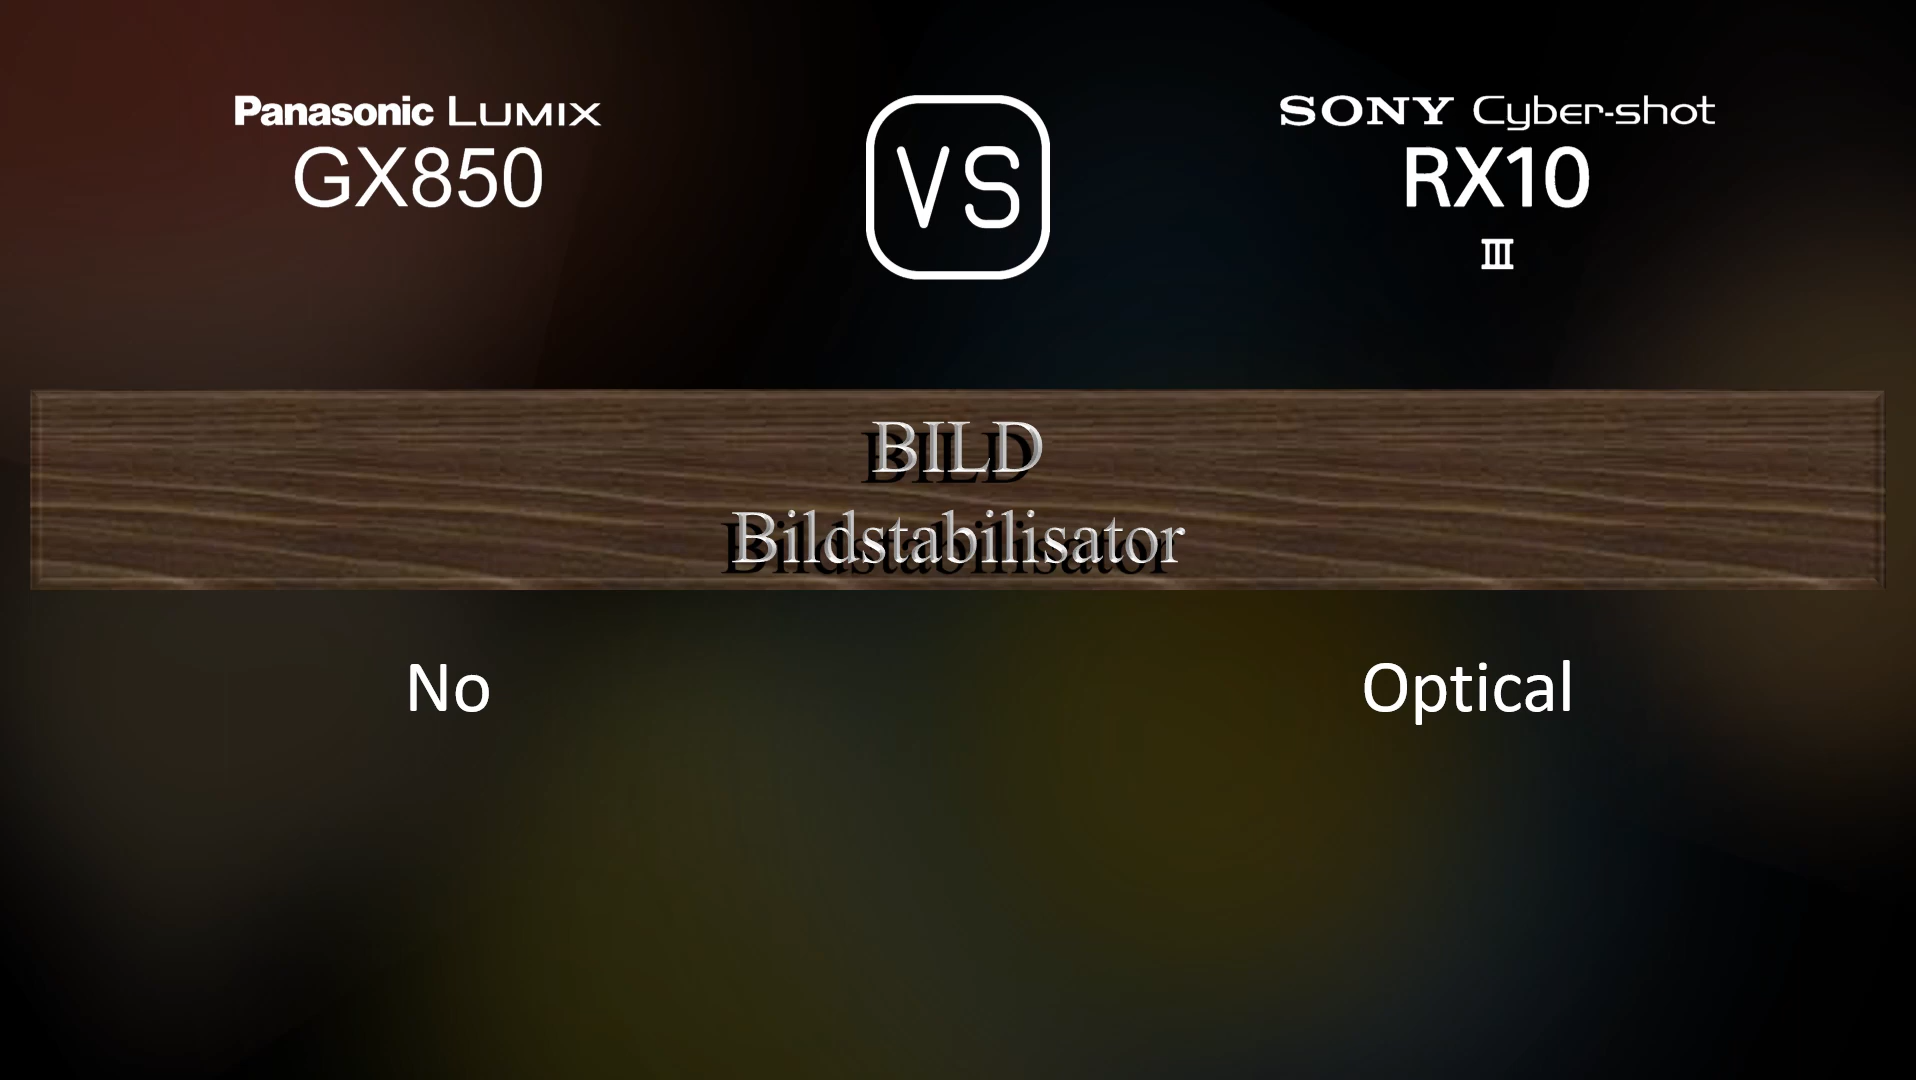 Panasonic LUMIX
GX850
VS
SONY Cyber-shot
RX10
III
BILD
Bildstabilisator
No
Optical